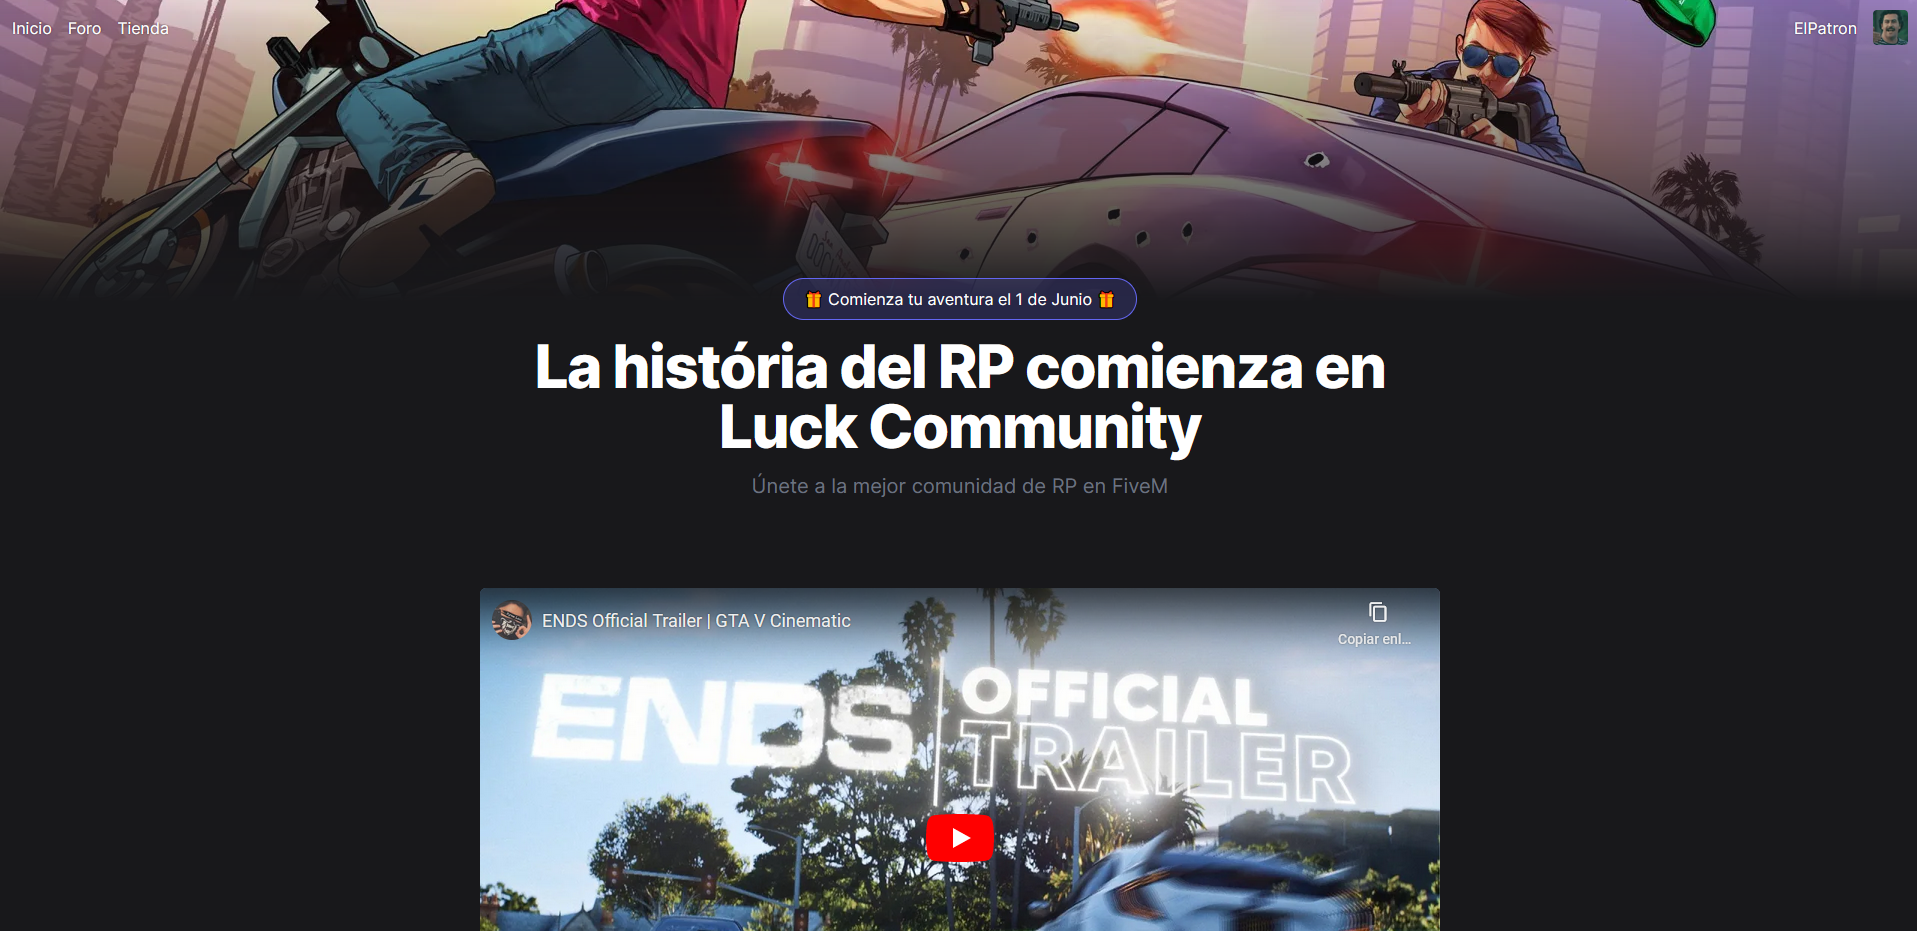 Inicio Foro Tienda
ElPatron
🎁 Comienza tu aventura el 1 de Junio 🎁
La história del RP comienza en
Luck Community
Únete a la mejor comunidad de RP en FiveM
ENDS Official Trailer | GTA V Cinematic
Copiar enl...
ENDS
OFFICIAL
TRAILER